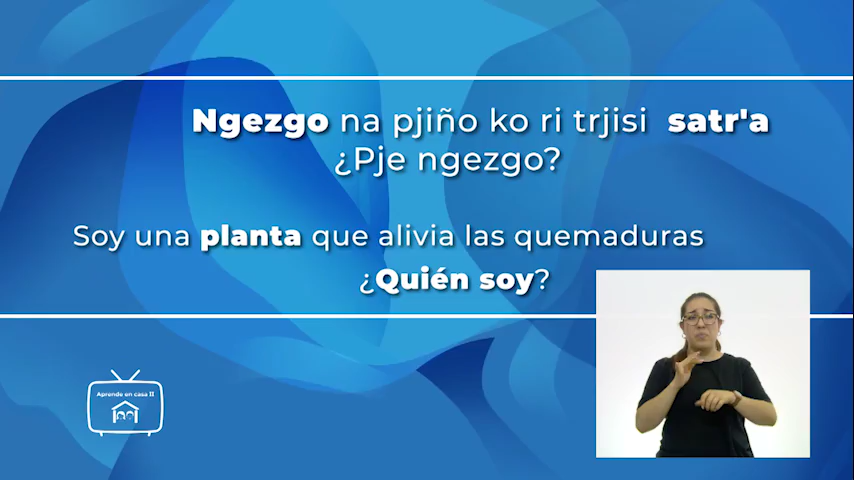 Ngezgo na pjiño ko ri trjisi satr'a
¿Pje ngezgo?
Soy una planta que alivia las quemaduras
¿Quién soy?
Aprende en casa II